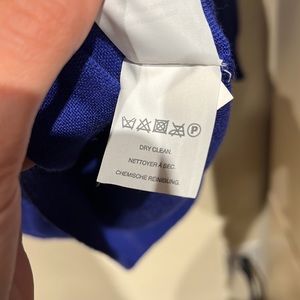 P
DRY CLEAN.
NETTOYER À SEC.
CHEMISCHE REINIGUNG.